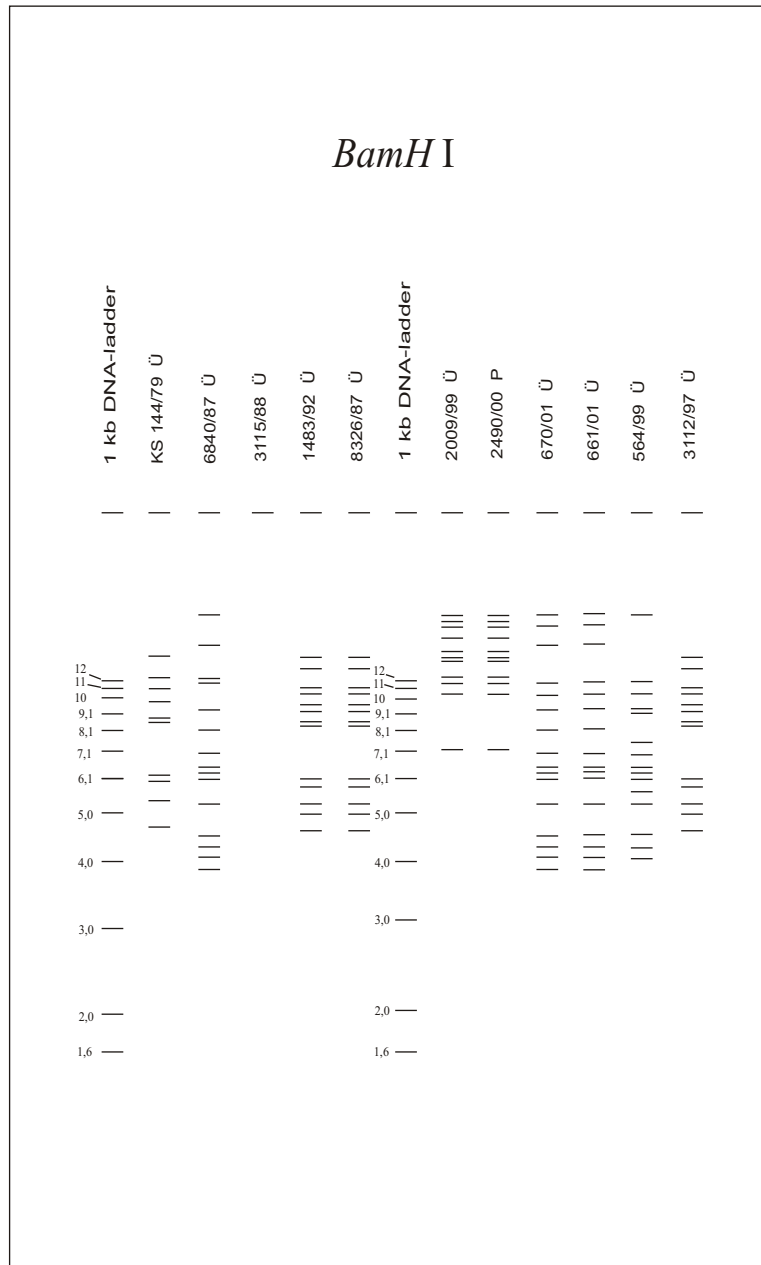 BamH I
1 kb DNA-ladder
KS 144/79 Ü
6840/87 Ü
3115/88 Ü
1483/92 Ü
8326/87 Ü
1 kb DNA-ladder
2009/99 Ü
2490/00 P
670/01 Ü
661/01 Ü
564/99 Ü
3112/97 Ü
12
11
10
9,1
8,1
7,1
6,1
5,0
4,0
3,0
2,0
1,6
12
11
10
9,1
8,1
7,1
6,1
5,0
4,0
3,0
2,0
1,6